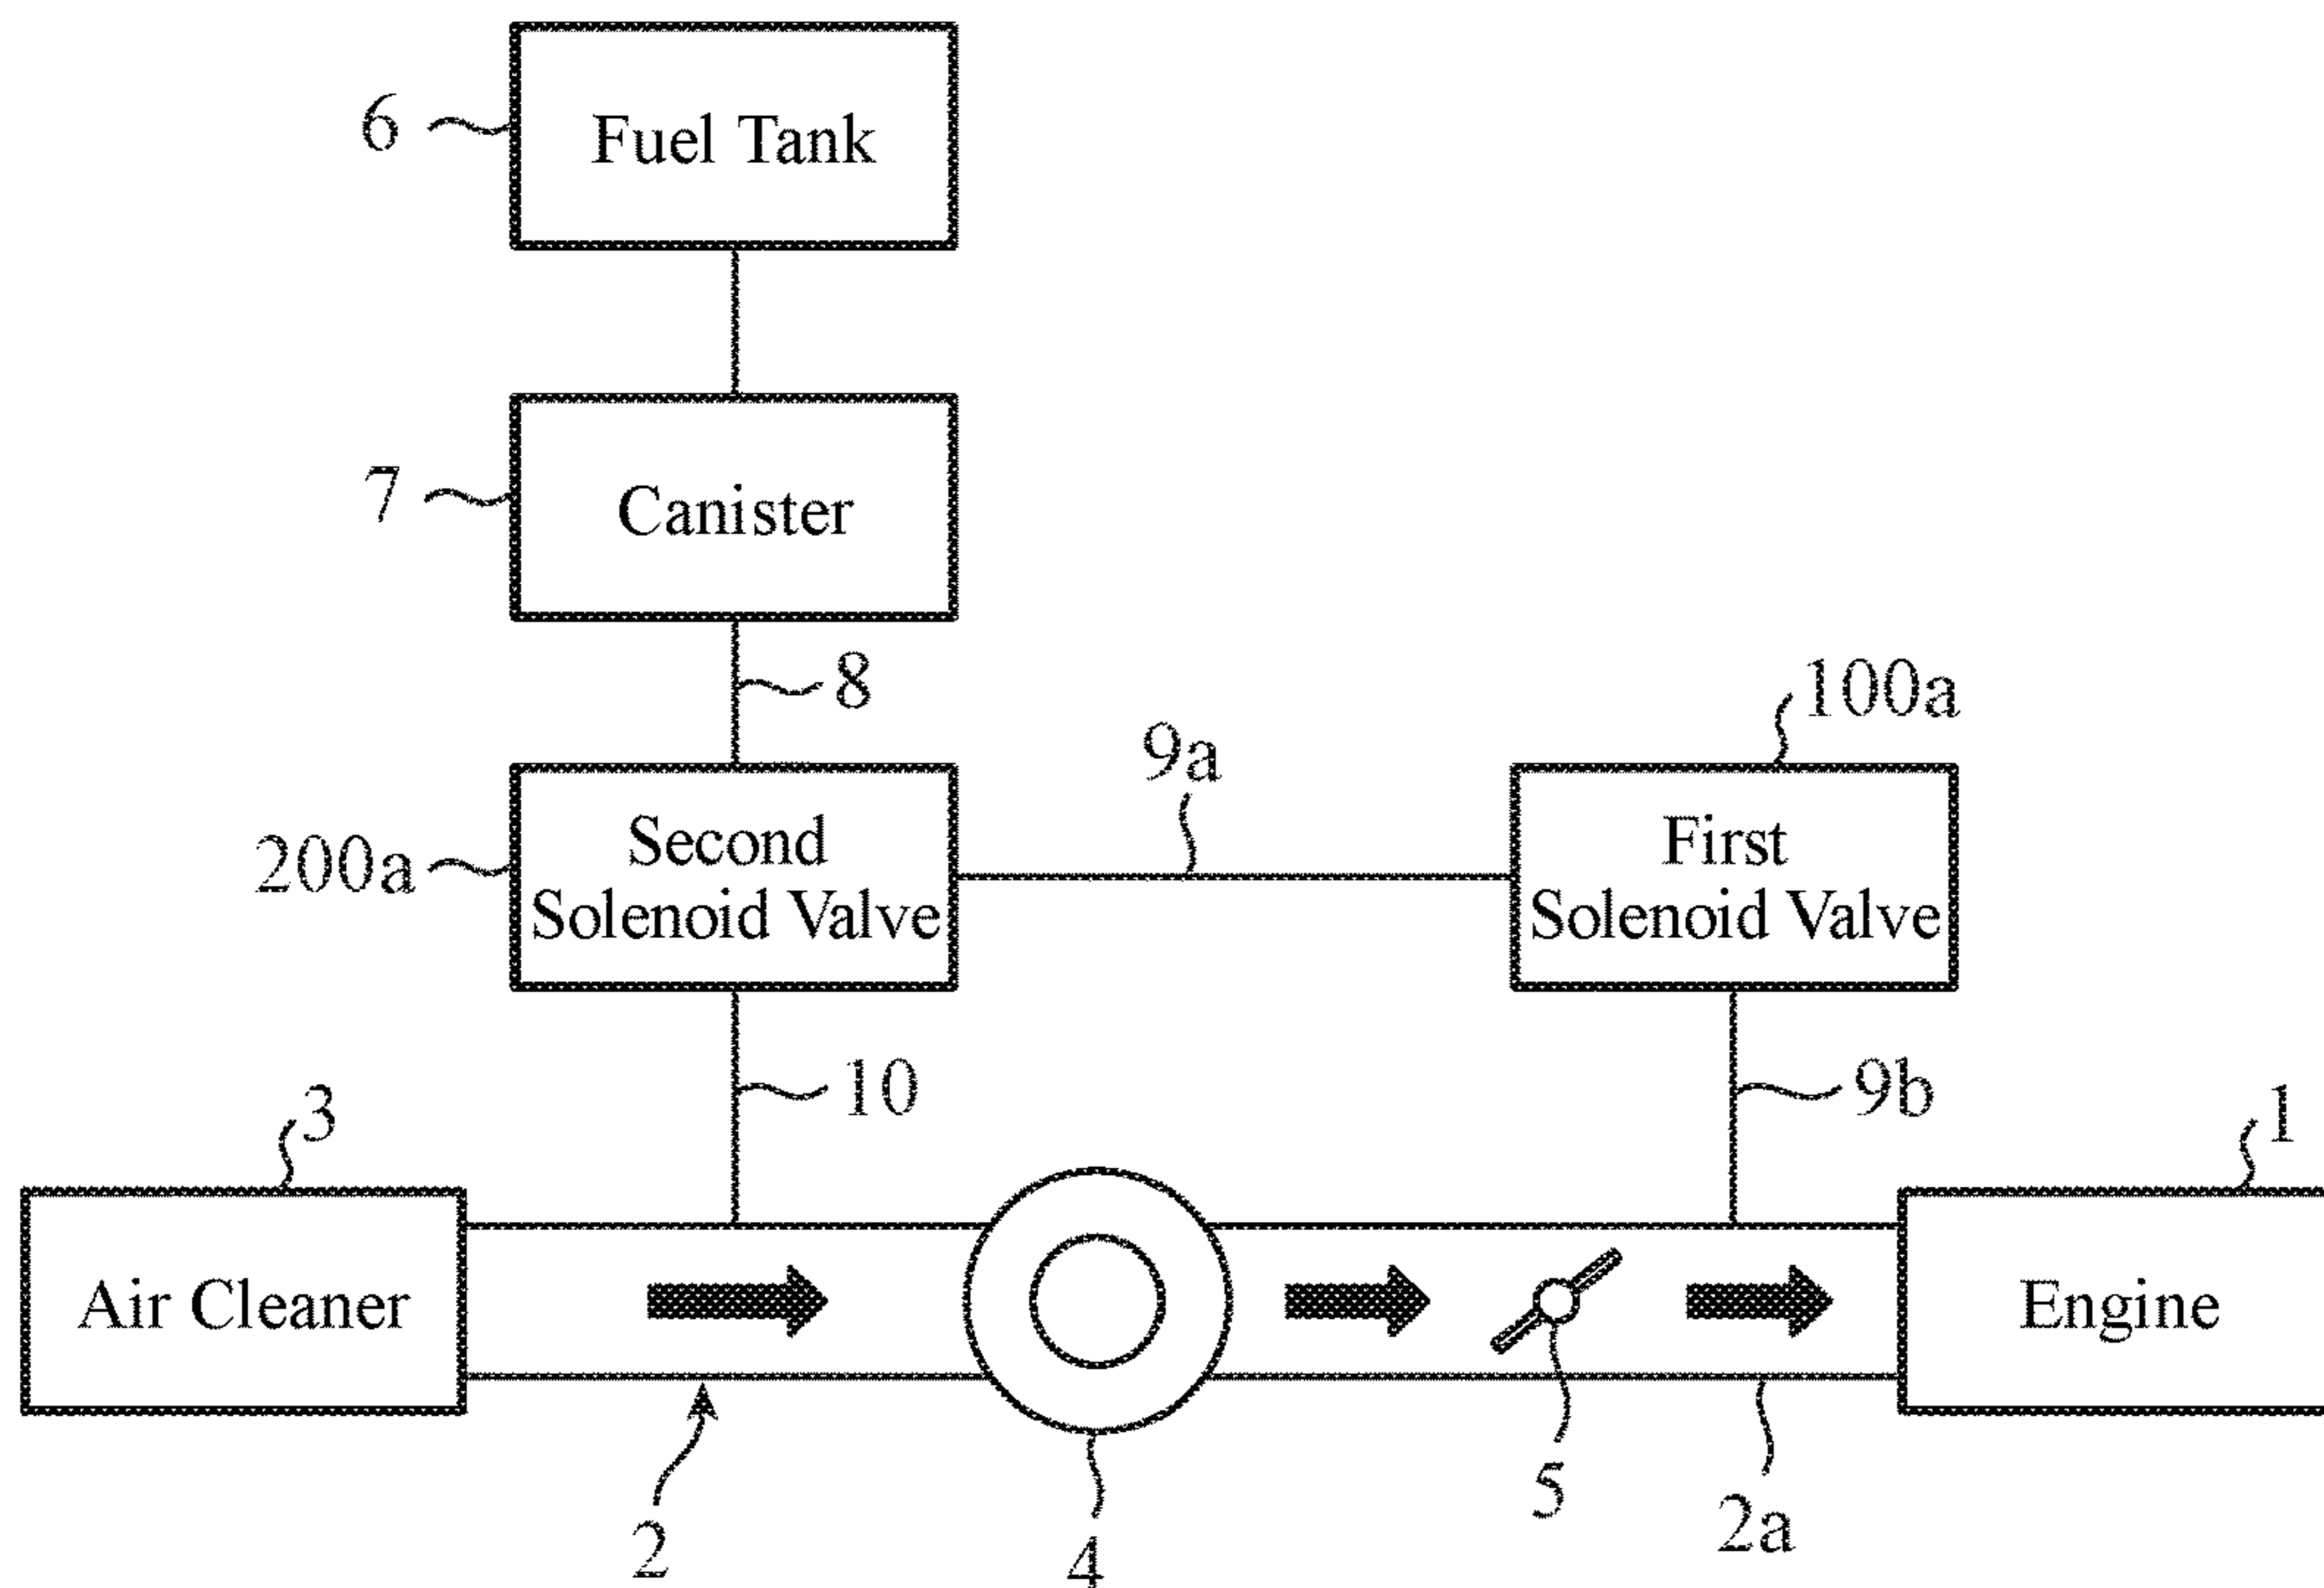 6
Fuel Tank
7
Canister
8
100a
9a
200a
Second
Solenoid Valve
First
Solenoid Valve
10
9b
3
1
Air Cleaner
Engine
2
4
5
2a